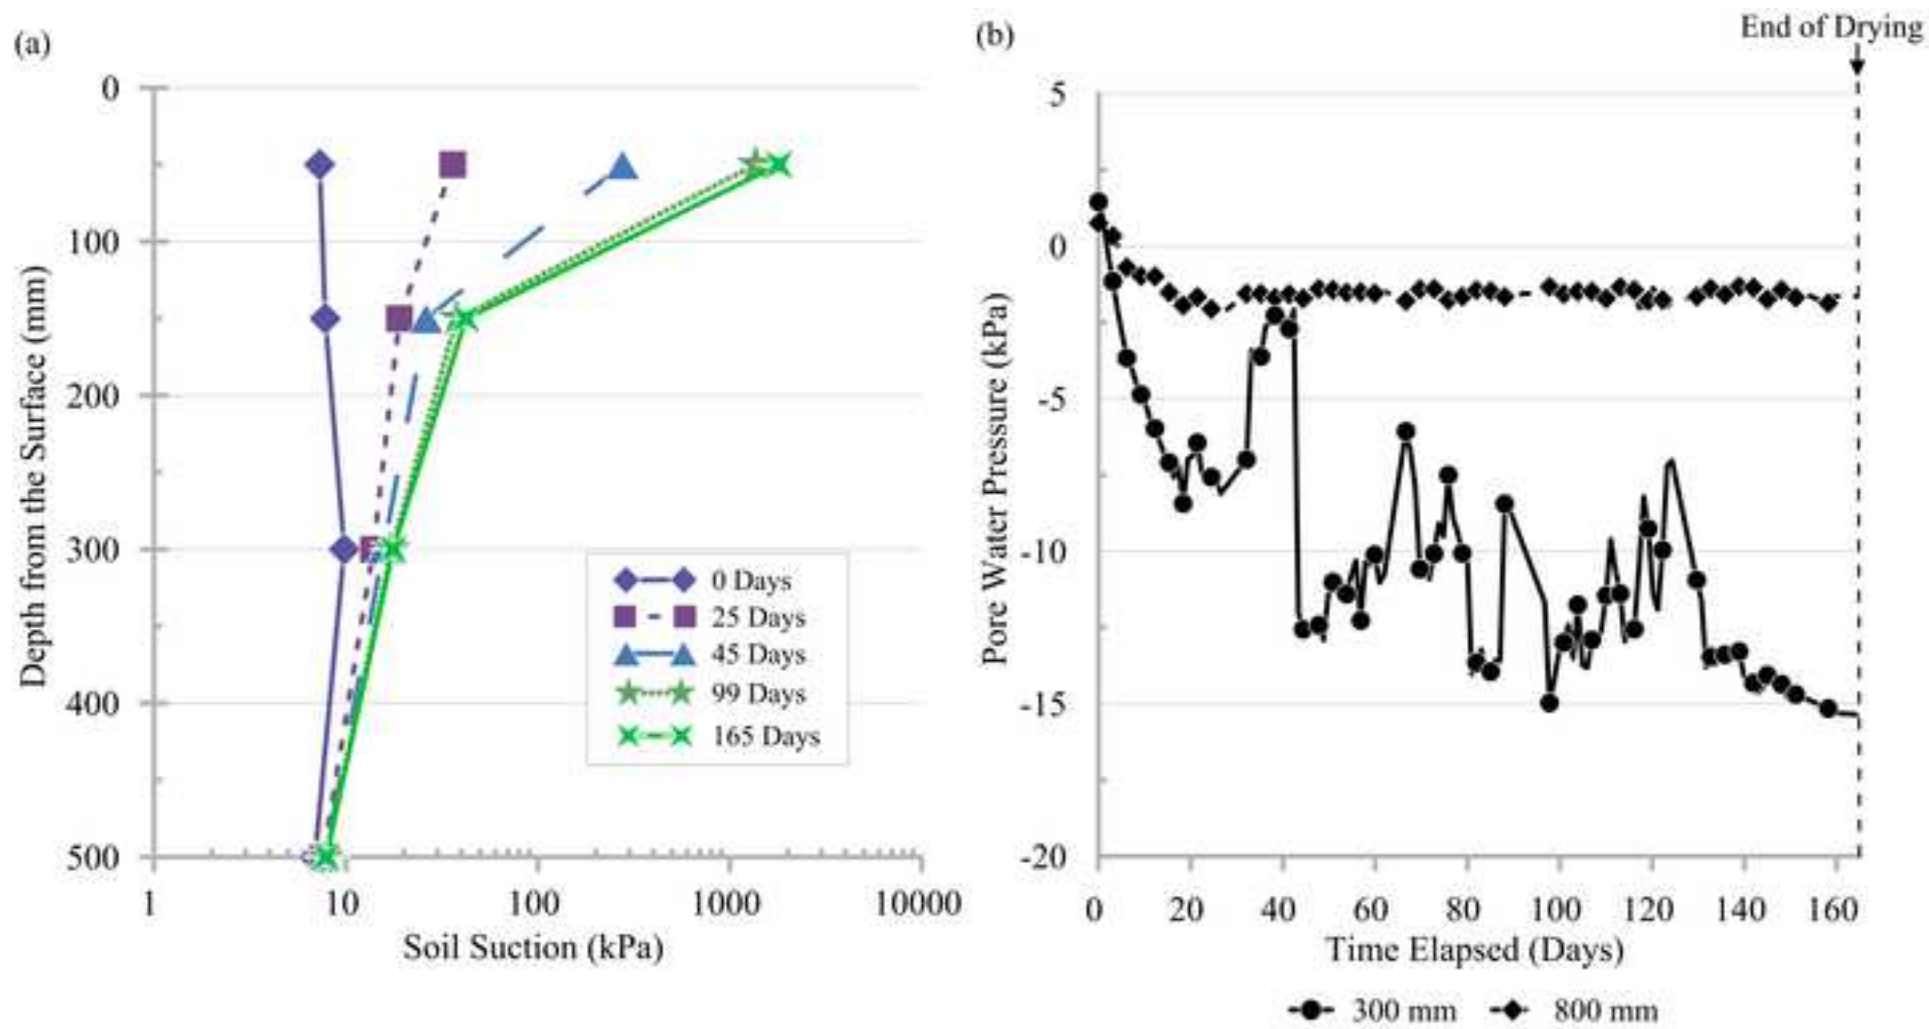 (a)
0
100
200
300
400
500
Depth from the Surface (mm)
1 10 100 1000 10000
Soil Suction (kPa)
0 Days
25 Days
45 Days
99 Days
165 Days
(b)
End of Drying
5
0
-5
-10
-15
-20
Pore Water Pressure (kPa)
0 20 40 60 80 100 120 140 160
Time Elapsed (Days)
300 mm 800 mm